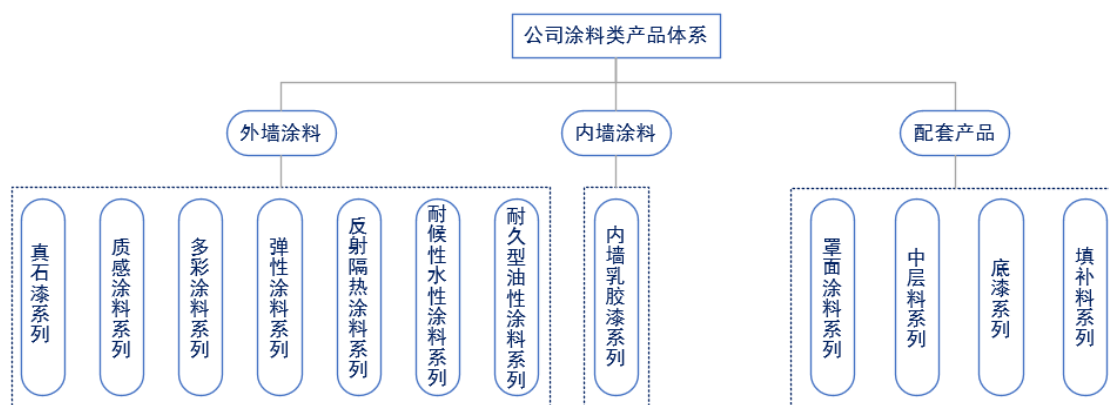 公司涂料类产品体系
外墙涂料
内墙涂料
配套产品
真石漆系列
质感涂料系列
多彩涂料系列
弹性涂料系列
反射隔热涂料系列
耐候性水性涂料系列
耐久型油性涂料系列
内墙乳胶漆系列
罩面涂料系列
中层料系列
底漆系列
填补料系列